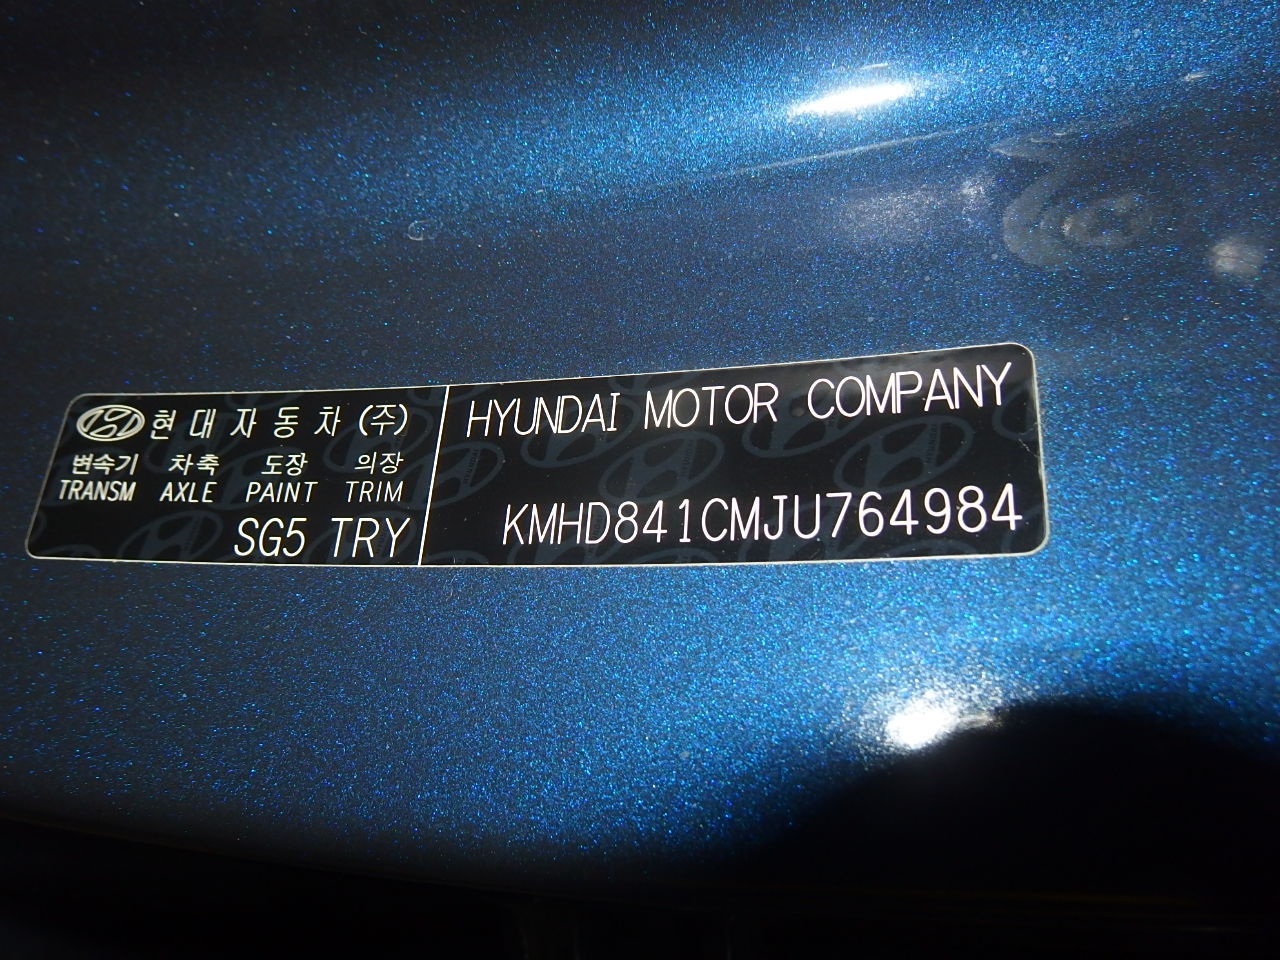 현대자동차(주)
변속기 차축 도장 의장
TRANSM AXLE PAINT TRIM
SG5 TRY
HYUNDAI MOTOR COMPANY
KMHD841CMJU764984